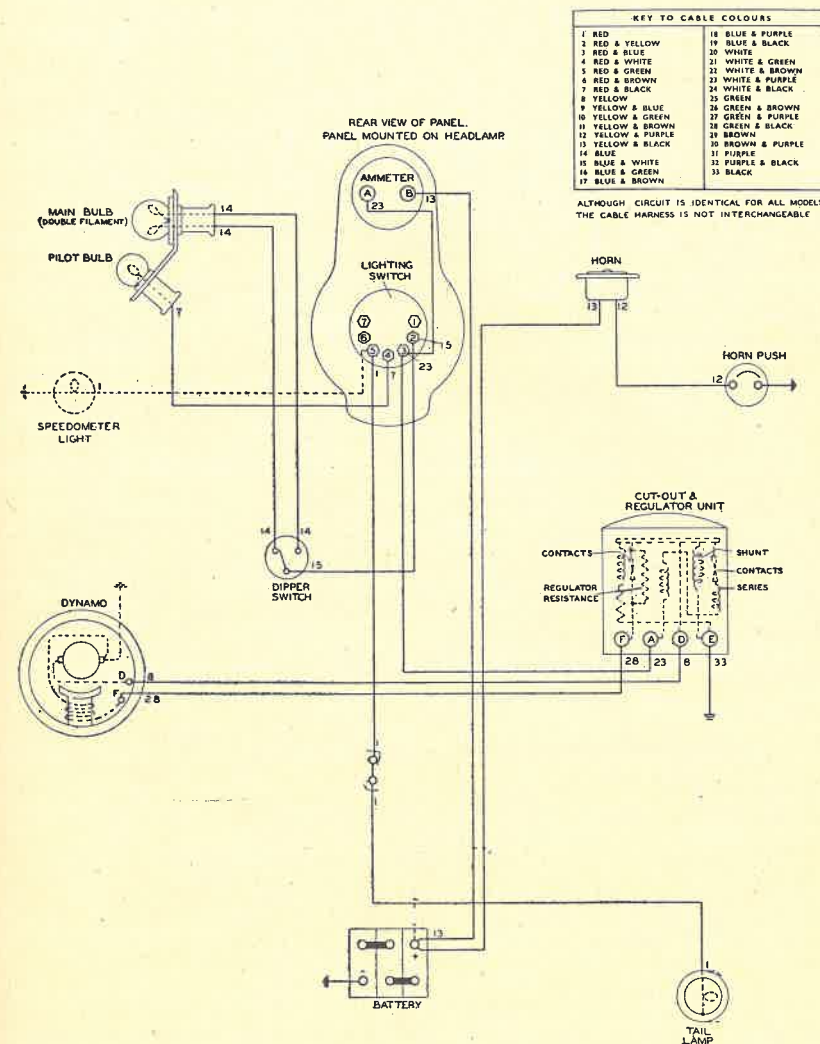 KEY TO CABLE COLOURS
1 RED
2 RED & YELLOW
3 RED & BLUE
4 RED & WHITE
5 RED & GREEN
6 RED & BROWN
7 RED & BLACK
8 YELLOW
9 YELLOW & BLUE
10 YELLOW & GREEN
11 YELLOW & BROWN
12 YELLOW & PURPLE
13 YELLOW & BLACK
14 BLUE
15 BLUE & WHITE
16 BLUE & GREEN
17 BLUE & BROWN
18 BLUE & PURPLE
19 BLUE & BLACK
20 WHITE
21 WHITE & GREEN
22 WHITE & BROWN
23 WHITE & PURPLE
24 WHITE & BLACK
25 GREEN
26 GREEN & BROWN
27 GREEN & PURPLE
28 GREEN & BLACK
29 BROWN
30 BROWN & PURPLE
31 PURPLE
32 PURPLE & BLACK
33 BLACK
ALTHOUGH CIRCUIT IS IDENTICAL FOR ALL MODELS
THE CABLE HARNESS IS NOT INTERCHANGEABLE
REAR VIEW OF PANEL.
PANEL MOUNTED ON HEADLAMP
AMMETER
A B
23 13
LIGHTING
SWITCH
7 1
6 2
5 4 3
5
1 7 23
MAIN BULB
(DOUBLE FILAMENT)
14
14
PILOT BULB
7
1
SPEEDOMETER
LIGHT
HORN
13 12
HORN PUSH
12
14 14
15
DIPPER
SWITCH
CUT-OUT &
REGULATOR UNIT
CONTACTS
SHUNT
CONTACTS
REGULATOR
RESISTANCE
SERIES
F A D E
28 23 8 33
DYNAMO
D 8
F 28
1
1
13
- +
BATTERY
1
TAIL
LAMP